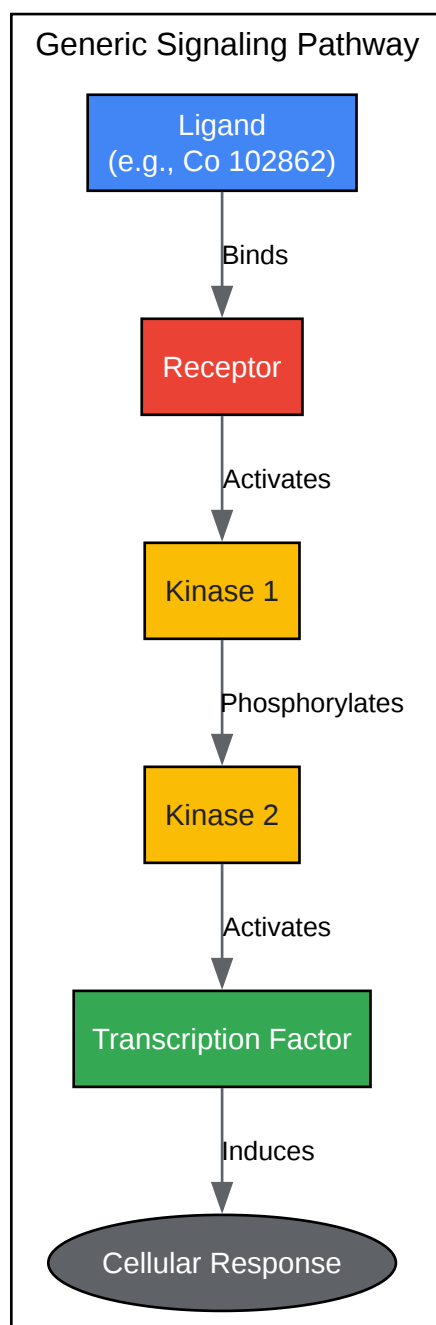 Generic Signaling Pathway
Ligand
(e.g., Co 102862)
Binds
Receptor
Activates
Kinase 1
Phosphorylates
Kinase 2
Activates
Transcription Factor
Induces
Cellular Response